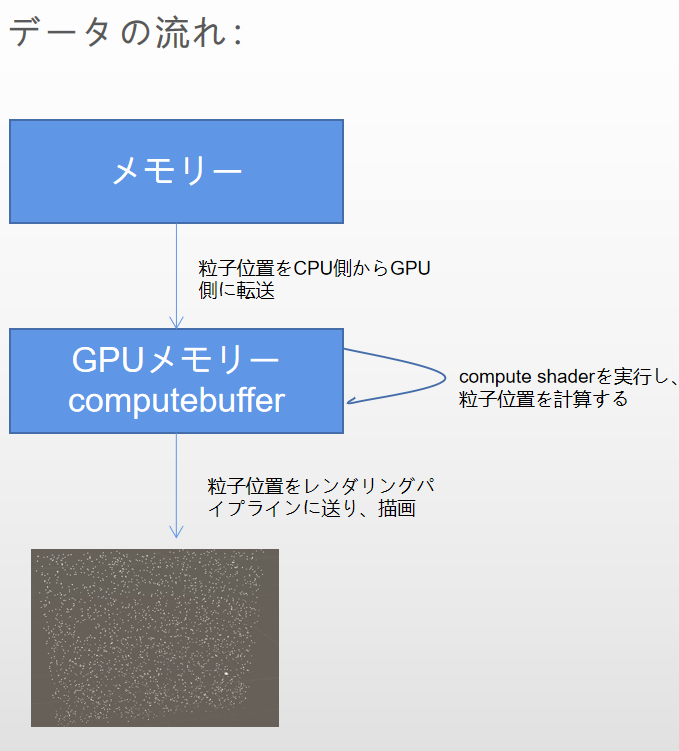 データの流れ:
メモリー
粒子位置をCPU側からGPU
側に転送
GPUメモリー
computebuffer
compute shaderを実行し、
粒子位置を計算する
粒子位置をレンダリングパ
イプラインに送り、描画